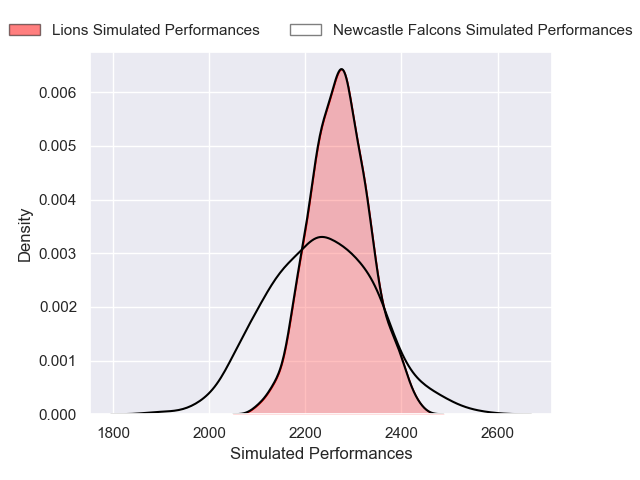 Lions Simulated Performances Newcastle Falcons Simulated Performances
0.006
0.005
0.004
0.003
0.002
0.001
0.000
Density
1800 2000 2200 2400 2600
Simulated Performances